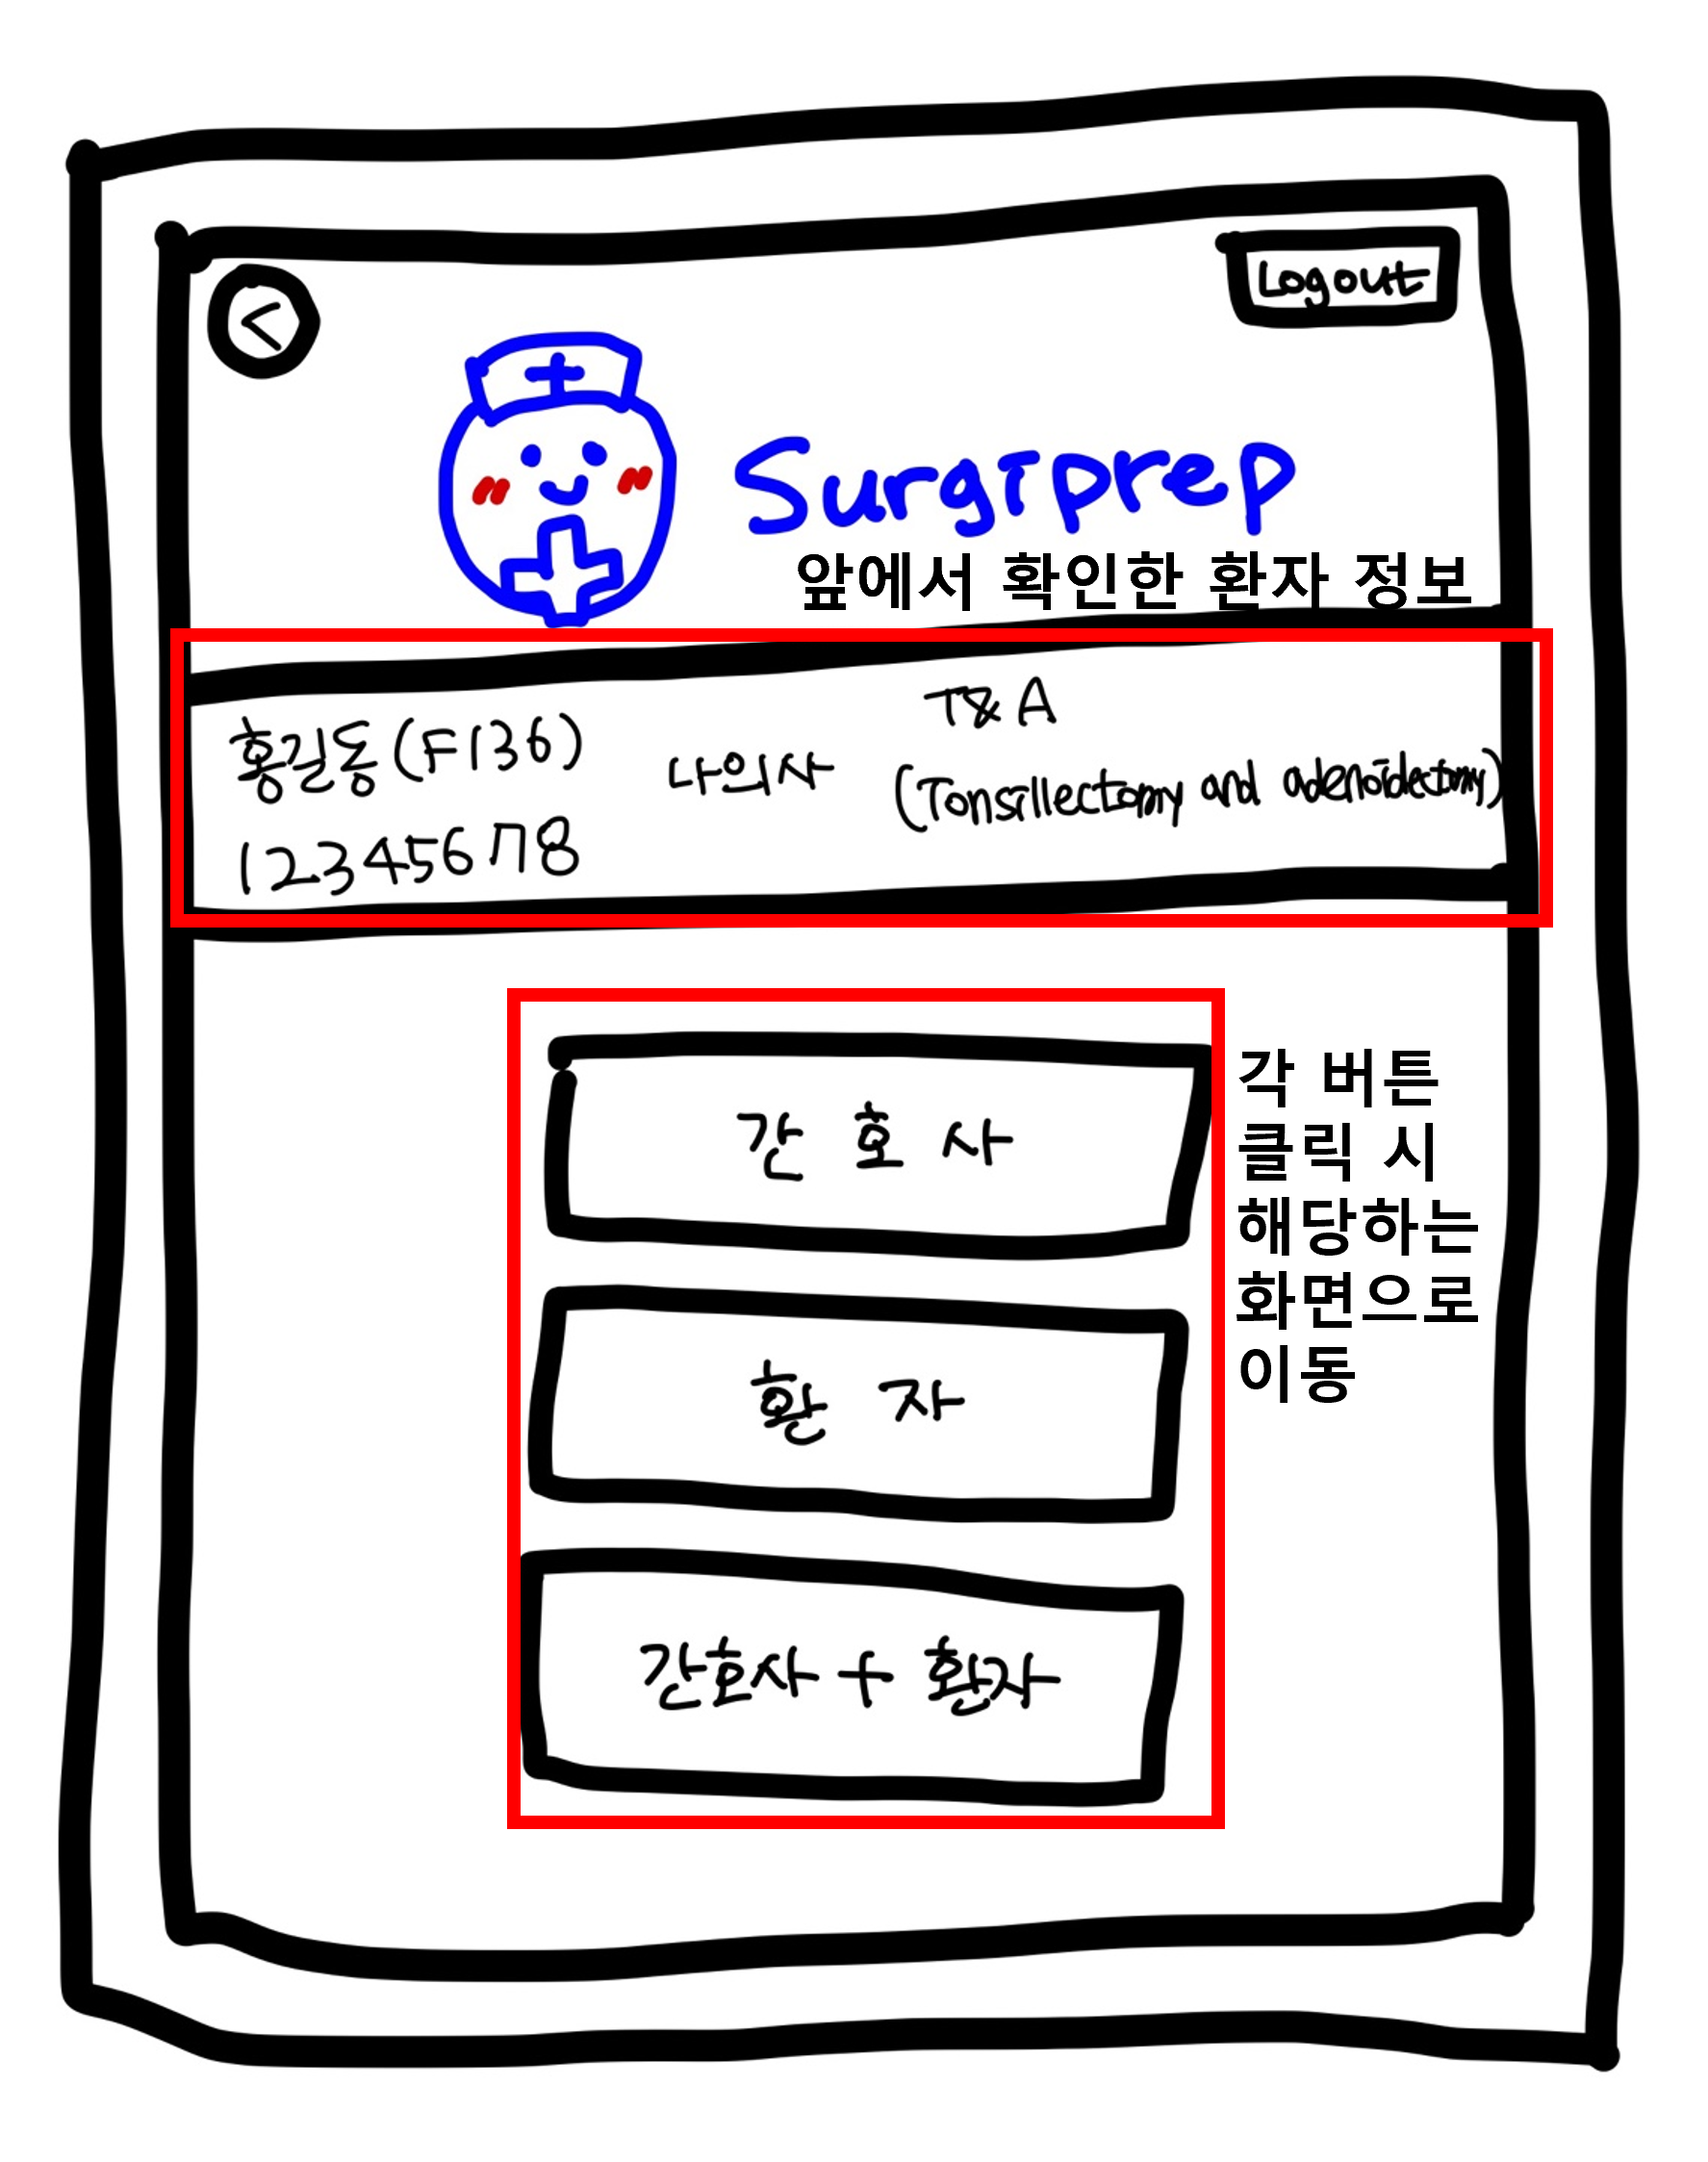 <
Logout
Surgiprep
앞에서 확인한 환자 정보
홍길동 (F136)
12345678
나의사
T&A
(Tonsillectomy and adenoidectomy)
간호사
환자
간호사 + 환자
각 버튼
클릭 시
해당하는
화면으로
이동